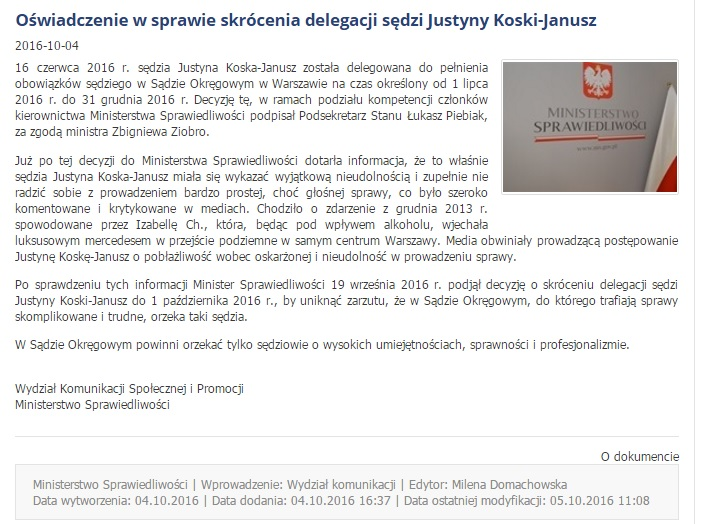 Oświadczenie w sprawie skrócenia delegacji sędzi Justyny Koski-Janusz
2016-10-04
16 czerwca 2016 r. sędzia Justyna Koska-Janusz została delegowana do pełnienia
obowiązków sędziego w Sądzie Okręgowym w Warszawie na czas określony od 1 lipca
2016 r. do 31 grudnia 2016 r. Decyzję tę, w ramach podziału kompetencji członków
kierownictwa Ministerstwa Sprawiedliwości podpisał Podsekretarz Stanu Łukasz Piebiak,
za zgodą ministra Zbigniewa Ziobro.
MINISTERSTWO
SPRAWIEDLIWOŚCI
www.ms.gov.pl
Już po tej decyzji do Ministerstwa Sprawiedliwości dotarła informacja, że to właśnie
sędzia Justyna Koska-Janusz miała się wykazać wyjątkową nieudolnością i zupełnie nie
radzić sobie z prowadzeniem bardzo prostej, choć głośnej sprawy, co było szeroko
komentowane i krytykowane w mediach. Chodziło o zdarzenie z grudnia 2013 r.
spowodowane przez Izabellę Ch., która, będąc pod wpływem alkoholu, wjechała
luksusowym mercedesem w przejście podziemne w samym centrum Warszawy. Media obwiniały prowadzącą postępowanie
Justynę Koskę-Janusz o pobłażliwość wobec oskarżonej i nieudolność w prowadzeniu sprawy.
Po sprawdzeniu tych informacji Minister Sprawiedliwości 19 września 2016 r. podjął decyzję o skróceniu delegacji sędzi
Justyny Koski-Janusz do 1 października 2016 r., by uniknąć zarzutu, że w Sądzie Okręgowym, do którego trafiają sprawy
skomplikowane i trudne, orzeka taki sędzia.
W Sądzie Okręgowym powinni orzekać tylko sędziowie o wysokich umiejętnościach, sprawności i profesjonalizmie.
Wydział Komunikacji Społecznej i Promocji
Ministerstwo Sprawiedliwości
O dokumencie
Ministerstwo Sprawiedliwości | Wprowadzenie: Wydział komunikacji | Edytor: Milena Domachowska
Data wytworzenia: 04.10.2016 | Data dodania: 04.10.2016 16:37 | Data ostatniej modyfikacji: 05.10.2016 11:08